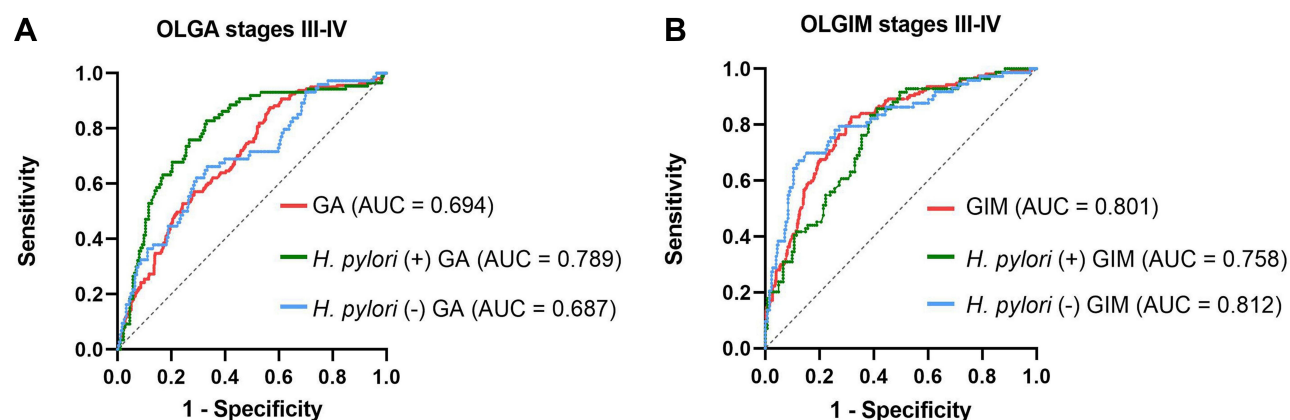 A
OLGA stages III-IV
Sensitivity
1.0
0.8
0.6
0.4
0.2
0.0
GA (AUC = 0.694)
H. pylori (+) GA (AUC = 0.789)
H. pylori (-) GA (AUC = 0.687)
0.0 0.2 0.4 0.6 0.8 1.0
1 - Specificity
B
OLGIM stages III-IV
Sensitivity
1.0
0.8
0.6
0.4
0.2
0.0
GIM (AUC = 0.801)
H. pylori (+) GIM (AUC = 0.758)
H. pylori (-) GIM (AUC = 0.812)
0.0 0.2 0.4 0.6 0.8 1.0
1 - Specificity